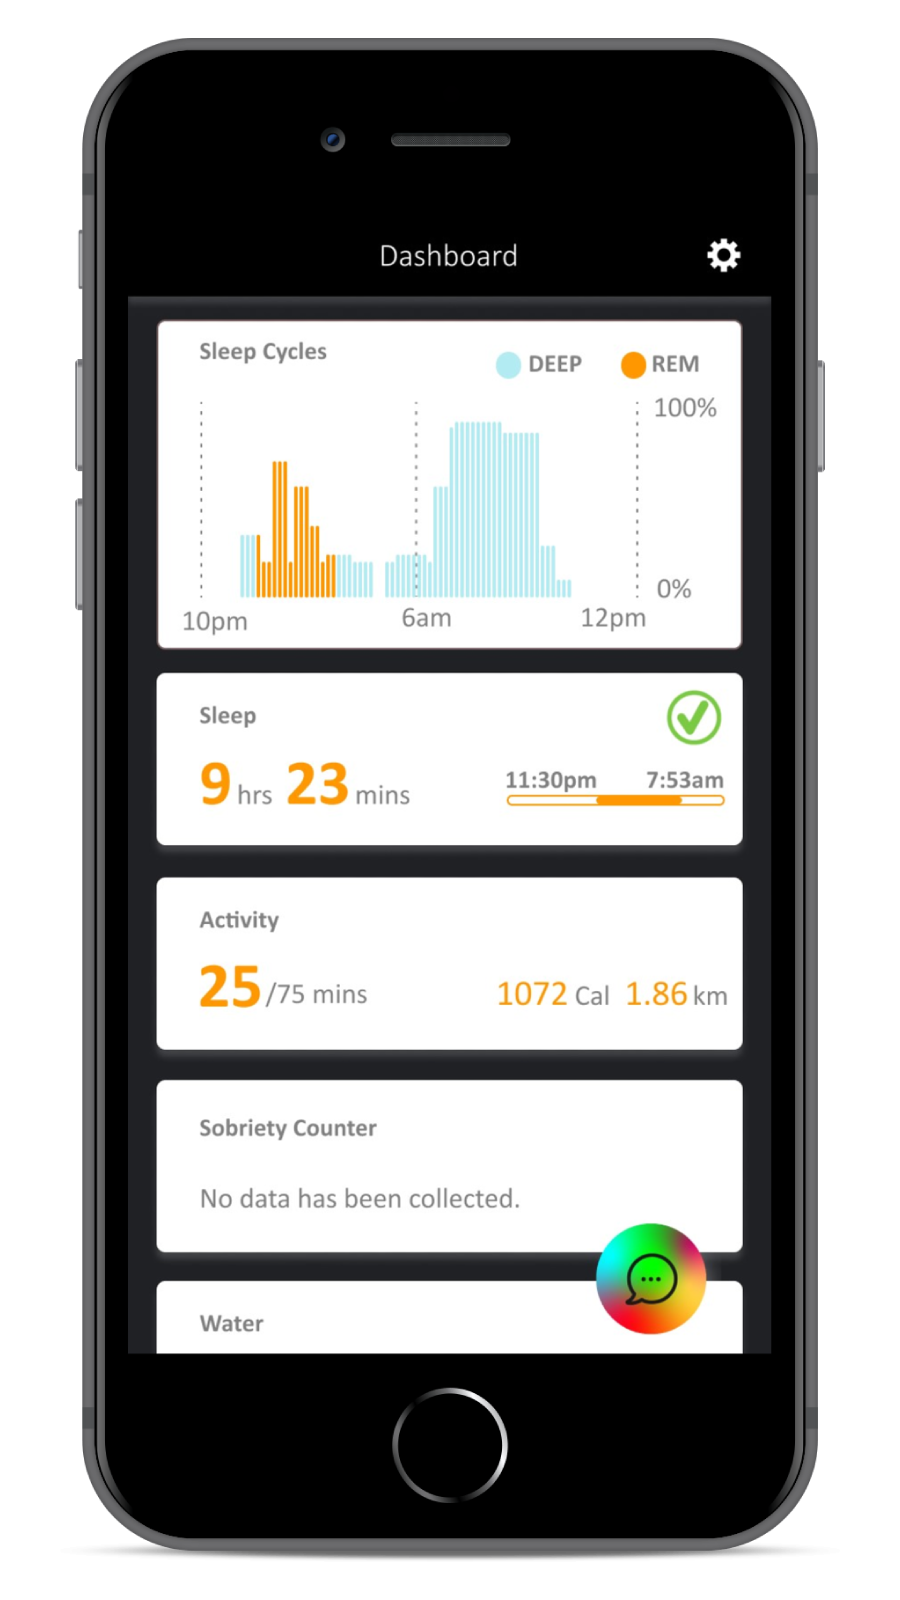 Dashboard
Sleep Cycles
DEEP REM
100%
0%
10pm 6am 12pm
Sleep
9 hrs 23 mins
11:30pm 7:53am
Activity
25/75 mins
1072 Cal 1.86 km
Sobriety Counter
No data has been collected.
Water